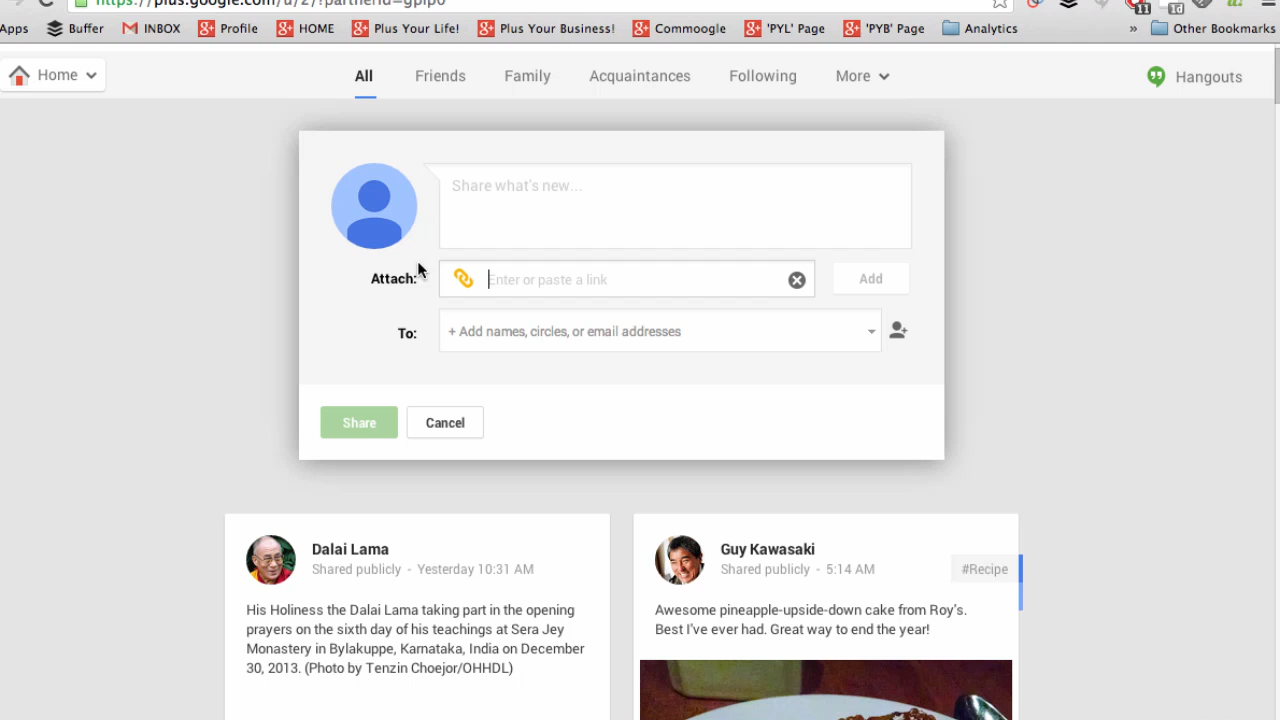 https://plus.google.com/u/2/?partnerid=gplp0
Apps Buffer INBOX Profile HOME Plus Your Life! Plus Your Business! Commoogle 'PYL' Page 'PYB' Page Analytics » Other Bookmarks
Home All Friends Family Acquaintances Following More Hangouts
Share what's new...
Attach: Enter or paste a link Add
To: + Add names, circles, or email addresses
Share Cancel
Dalai Lama
Shared publicly - Yesterday 10:31 AM
His Holiness the Dalai Lama taking part in the opening
prayers on the sixth day of his teachings at Sera Jey
Monastery in Bylakuppe, Karnataka, India on December
30, 2013. (Photo by Tenzin Choejor/OHHDL)
Guy Kawasaki
Shared publicly - 5:14 AM
#Recipe
Awesome pineapple-upside-down cake from Roy's.
Best I've ever had. Great way to end the year!